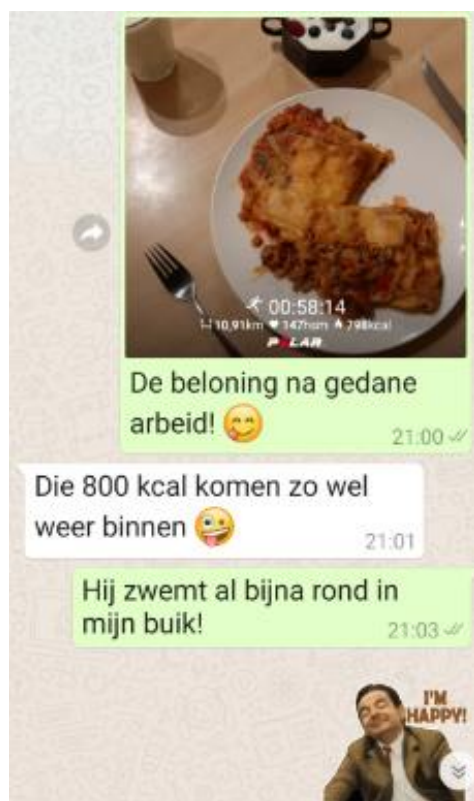 00:58:14
10,91km 147hsm 798kcal
POLAR
De beloning na gedane
arbeid! 😋
21:00
Die 800 kcal komen zo wel
weer binnen 🤪
21:01
Hij zwemt al bijna rond in
mijn buik!
21:03
I'M
HAPPY!